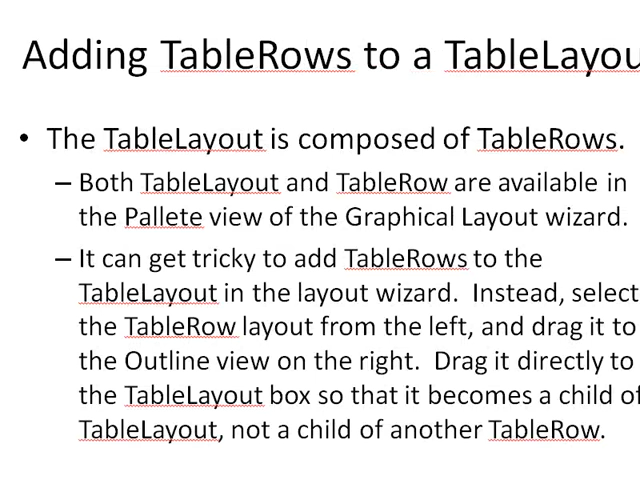 Adding TableRows to a TableLayou
• The TableLayout is composed of TableRows.
– Both TableLayout and TableRow are available in
the Pallete view of the Graphical Layout wizard.
– It can get tricky to add TableRows to the
TableLayout in the layout wizard. Instead, select
the TableRow layout from the left, and drag it to
the Outline view on the right. Drag it directly to
the TableLayout box so that it becomes a child of
TableLayout, not a child of another TableRow.